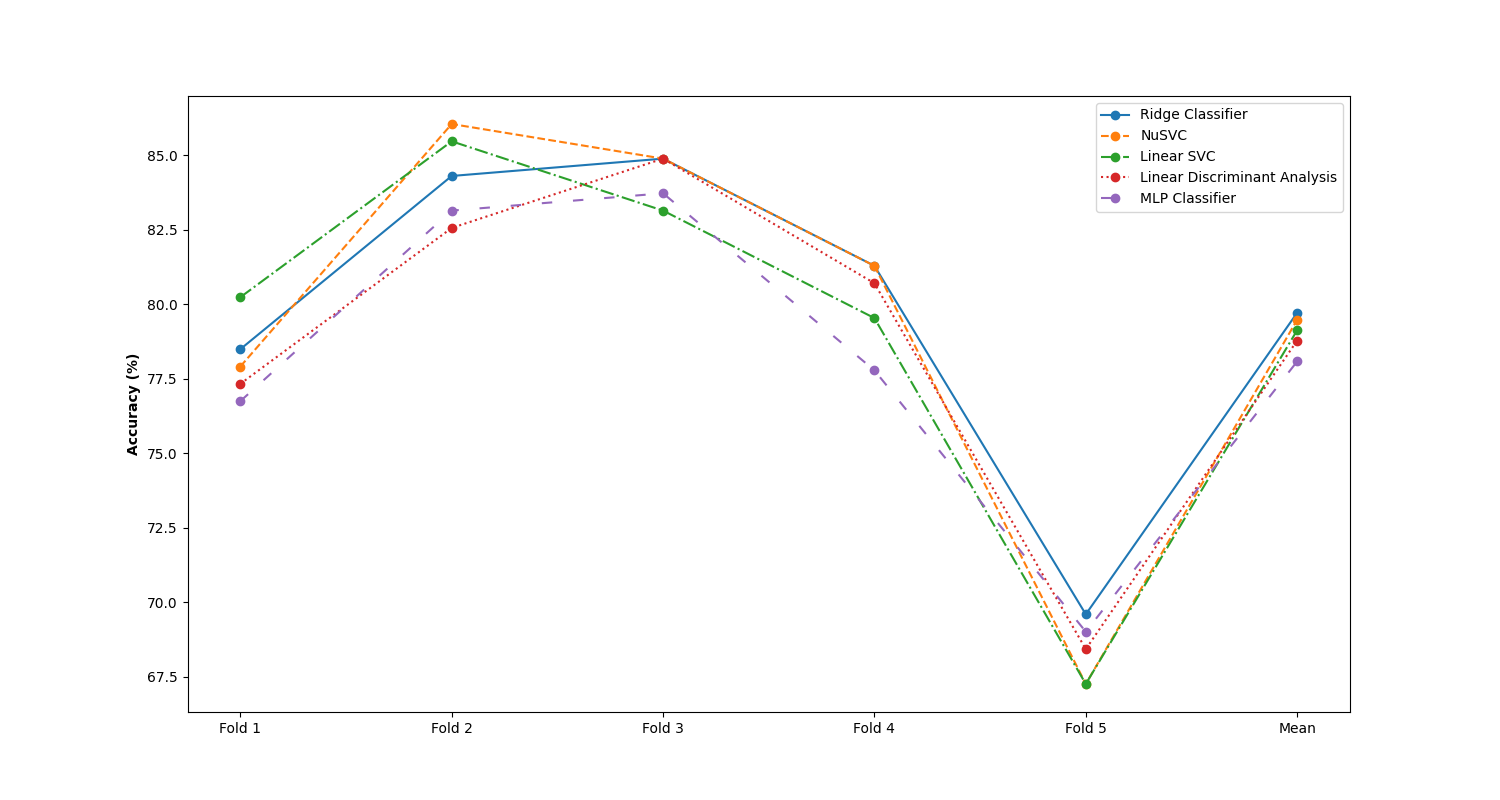 Ridge Classifier
NuSVC
Linear SVC
Linear Discriminant Analysis
MLP Classifier
Accuracy (%)
85.0
82.5
80.0
77.5
75.0
72.5
70.0
67.5
Fold 1 Fold 2 Fold 3 Fold 4 Fold 5 Mean